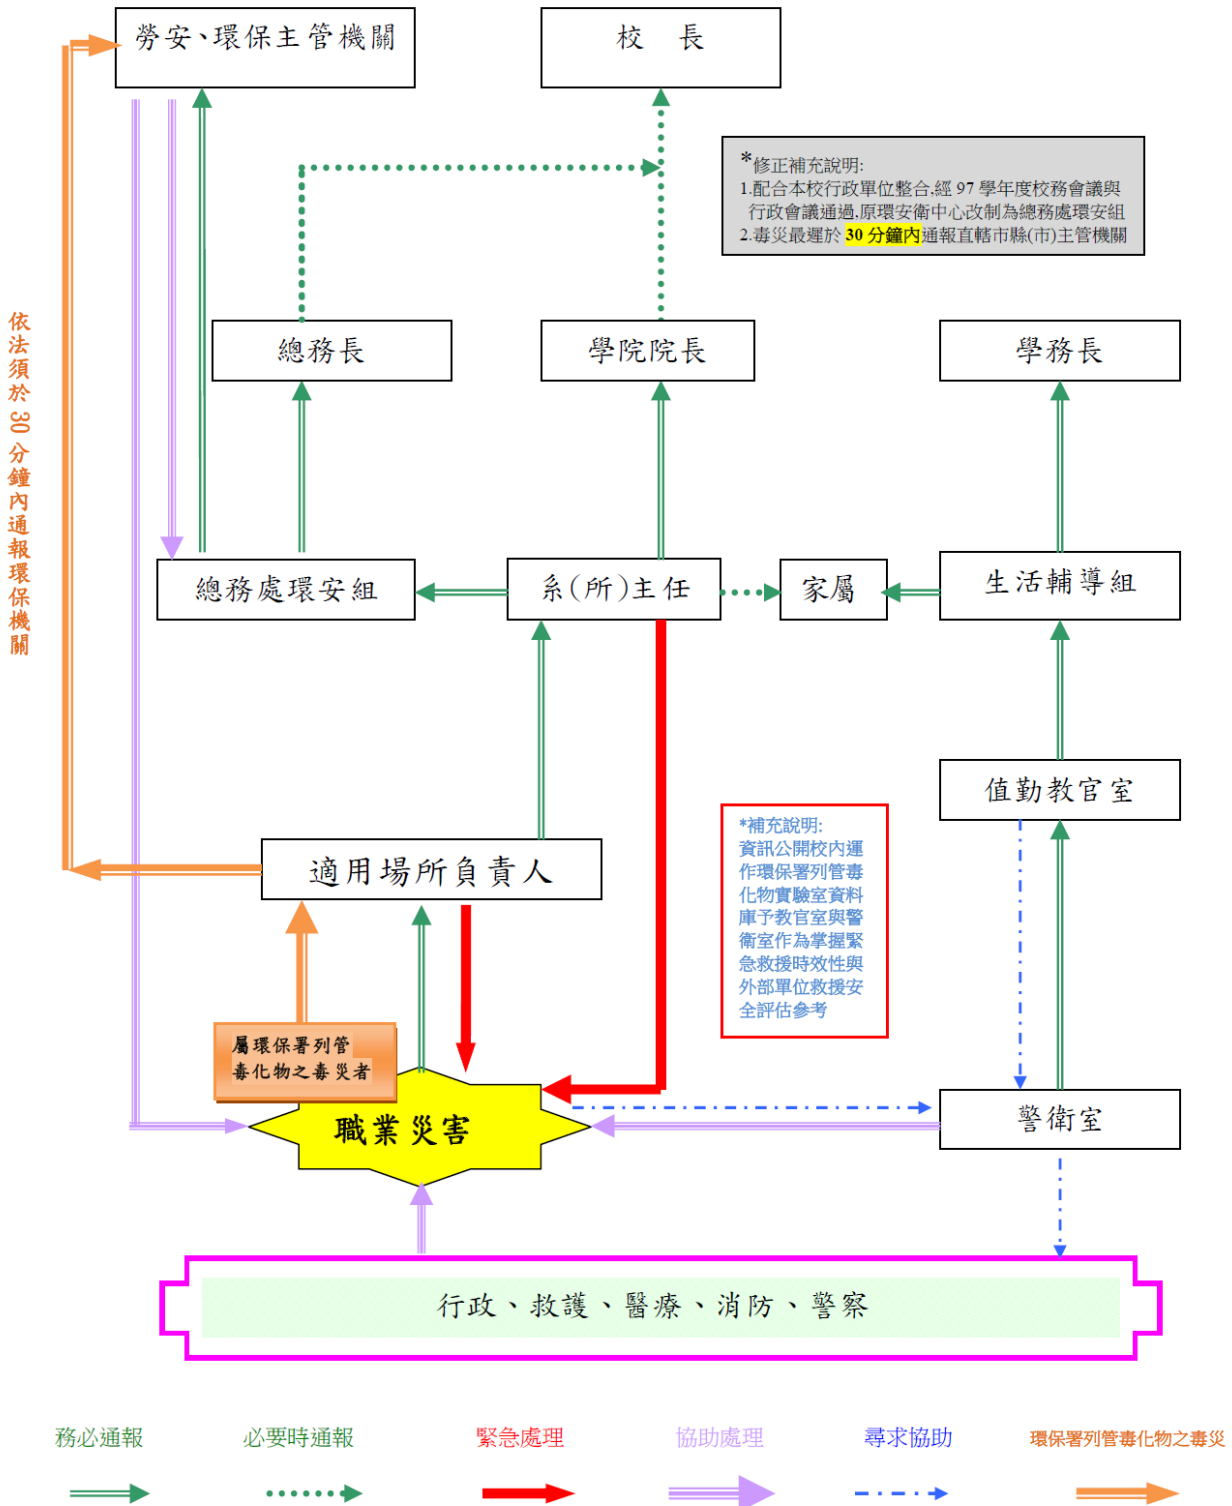 勞安、環保主管機關
校 長
*修正補充說明:
1.配合本校行政單位整合,經 97 學年度校務會議與
行政會議通過,原環安衛中心改制為總務處環安組
2.毒災最遲於 30 分鐘內通報直轄市縣(市)主管機關
依法須於 30 分鐘內通報環保機關
總務長
學院院長
學務長
總務處環安組
系(所)主任
家屬
生活輔導組
值勤教官室
適用場所負責人
*補充說明:
資訊公開校內運
作環保署列管毒
化物實驗室資料
庫予教官室與警
衛室作為掌握緊
急救援時效性與
外部單位救援安
全評估參考
屬環保署列管
毒化物之毒災者
職業災害
警衛室
行政、救護、醫療、消防、警察
務必通報
必要時通報
緊急處理
協助處理
尋求協助
環保署列管毒化物之毒災